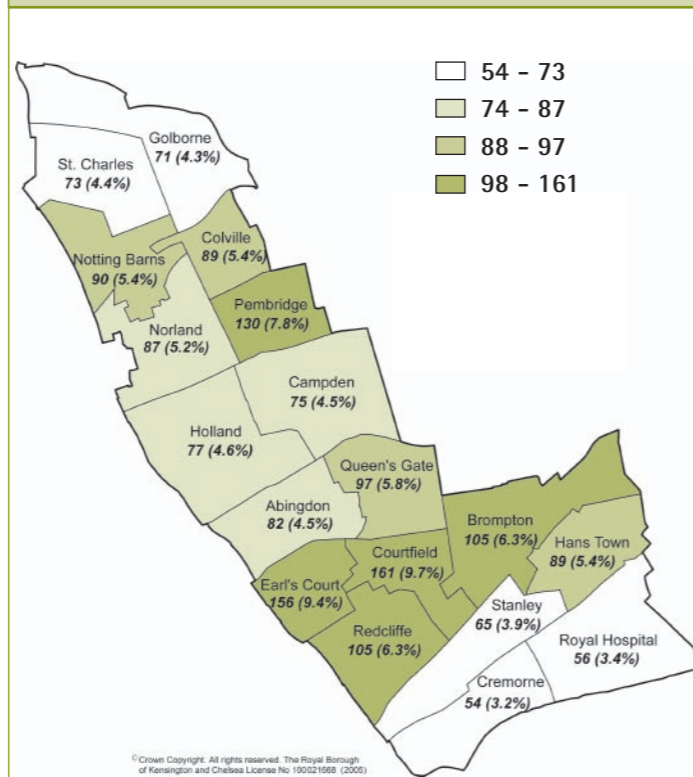 54 - 73
74 - 87
88 - 97
98 - 161
Golborne
71 (4.3%)
St. Charles
73 (4.4%)
Colville
89 (5.4%)
Notting Barns
90 (5.4%)
Pembridge
130 (7.8%)
Norland
87 (5.2%)
Campden
75 (4.5%)
Holland
77 (4.6%)
Queen's Gate
97 (5.8%)
Abingdon
82 (4.5%)
Brompton
105 (6.3%)
Hans Town
89 (5.4%)
Courtfield
161 (9.7%)
Earl's Court
156 (9.4%)
Stanley
65 (3.9%)
Redcliffe
105 (6.3%)
Royal Hospital
56 (3.4%)
Cremorne
54 (3.2%)
© Crown Copyright. All rights reserved. The Royal Borough
of Kensington and Chelsea License No 100021668 (2005)